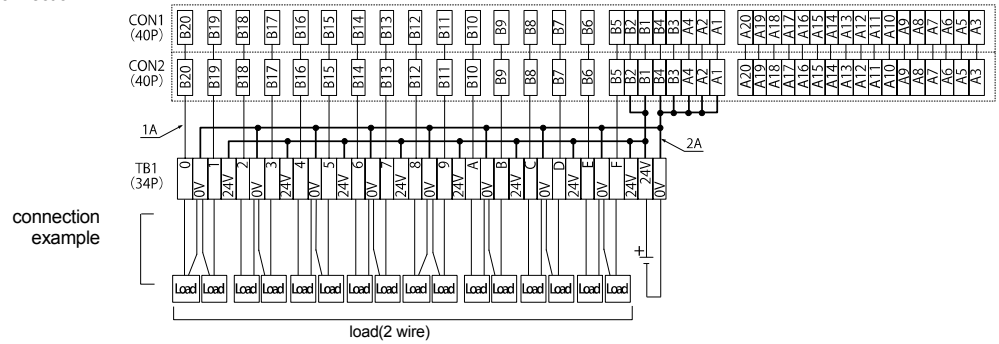 CON1
(40P)
B20 B19 B18 B17 B16 B15 B14 B13 B12 B11 B10 B9 B8 B7 B6 B5 B2 B1 B4 B3 A4 A2 A1 A20 A19 A18 A17 A16 A15 A14 A13 A12 A11 A10 A9 A8 A7 A6 A5 A3
CON2
(40P)
B20 B19 B18 B17 B16 B15 B14 B13 B12 B11 B10 B9 B8 B7 B6 B5 B2 B1 B4 B3 A4 A2 A1 A20 A19 A18 A17 A16 A15 A14 A13 A12 A11 A10 A9 A8 A7 A6 A5 A3
1A
2A
TB1
(34P)
0 0V 1 24V 2 0V 3 24V 4 0V 5 24V 6 0V 7 24V 8 0V 9 24V A 0V B 24V C 0V D 24V E 0V F 24V 24V 0V
connection
example
+
Load Load Load Load Load Load Load Load Load Load Load Load Load Load Load Load
load(2 wire)